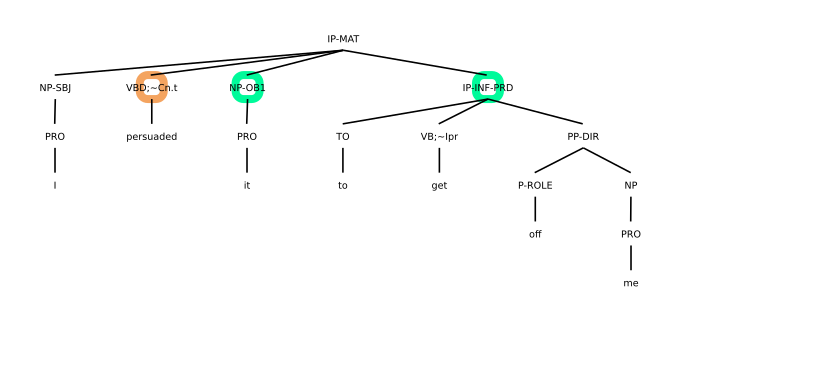 IP-MAT
NP-SBJ VBD;~Cn.t NP-OB1 IP-INF-PRD
PRO persuaded PRO TO VB;~Ipr PP-DIR
I it to get P-ROLE NP
off PRO
me